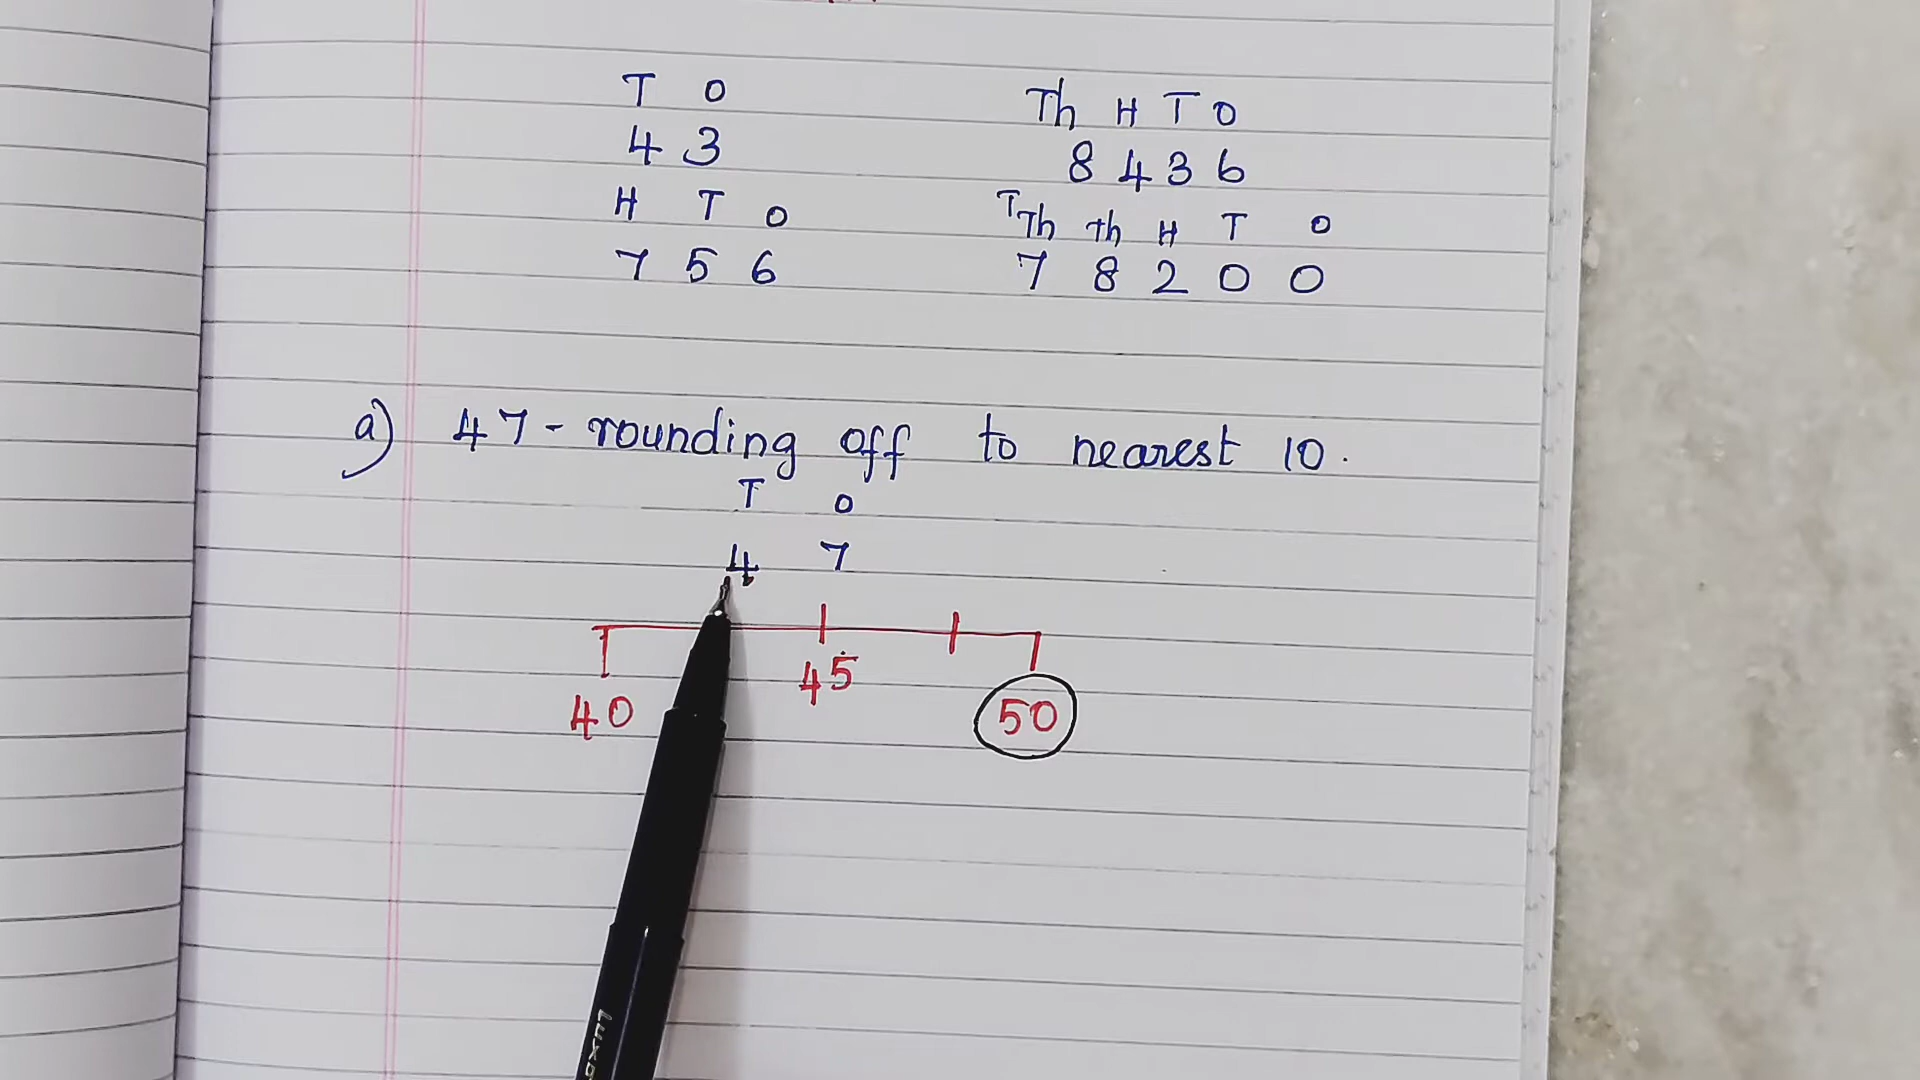 T O
4 3
H T O
7 5 6
Th H T O
8 4 3 6
TTh Th H T O
7 8 2 0 0
a) 47 - rounding off to nearest 10.
T O
4 7
40 45 50